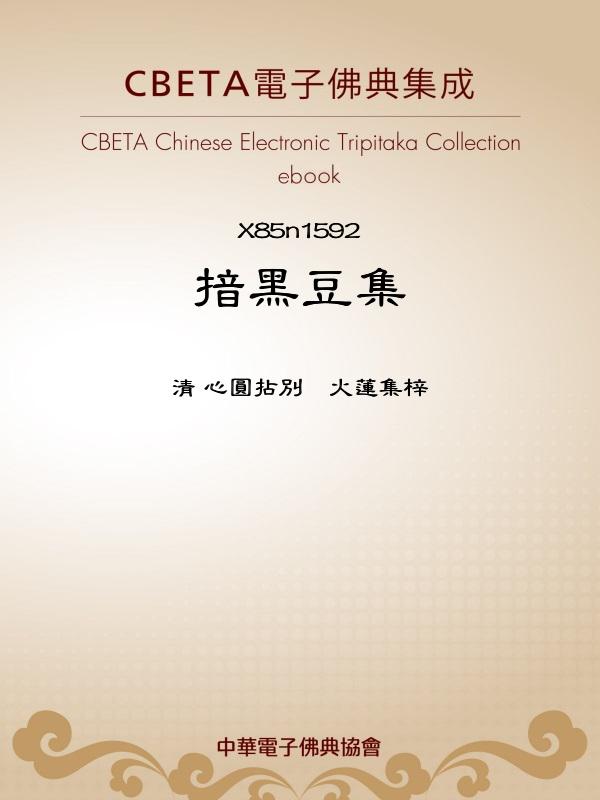 CBETA電子佛典集成
CBETA Chinese Electronic Tripitaka Collection
ebook
X85n1592
揞黑豆集
清 心圓拈別 火蓮集梓
中華電子佛典協會